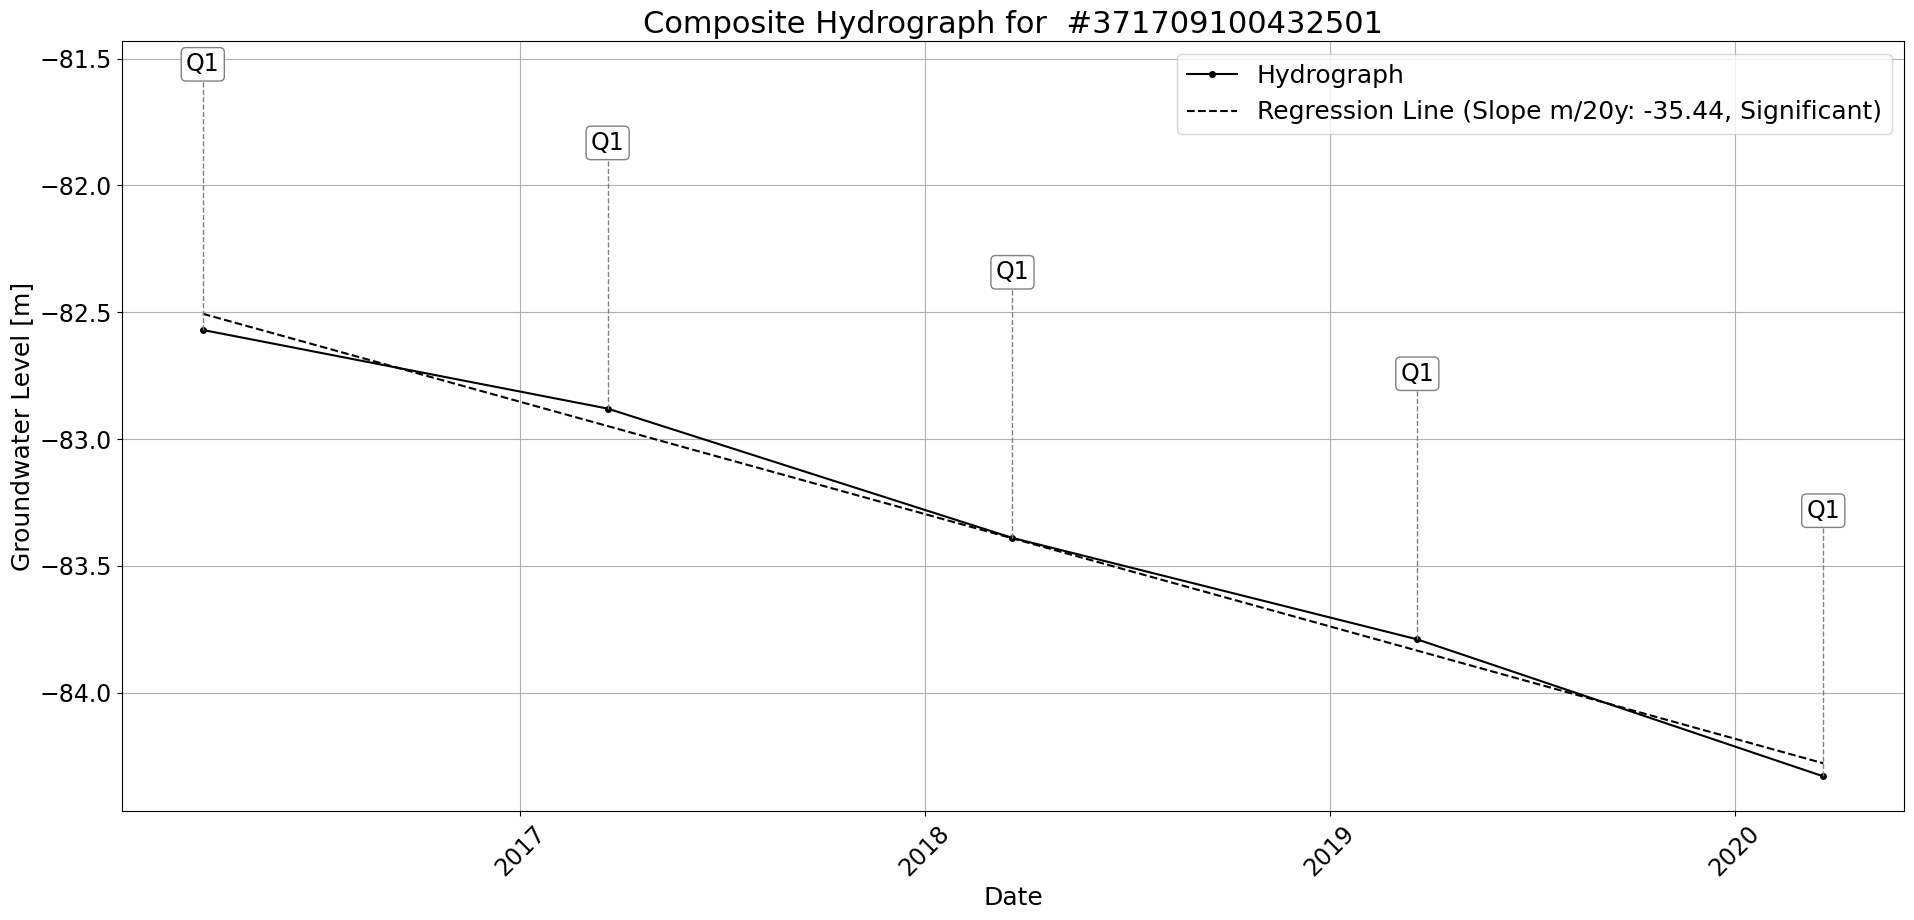 Composite Hydrograph for  #371709100432501
Hydrograph
Regression Line (Slope m/20y: -35.44, Significant)
Q1
Q1
Q1
Q1
Q1
Groundwater Level [m]
−81.5
−82.0
−82.5
−83.0
−83.5
−84.0
2017
2018
2019
2020
Date